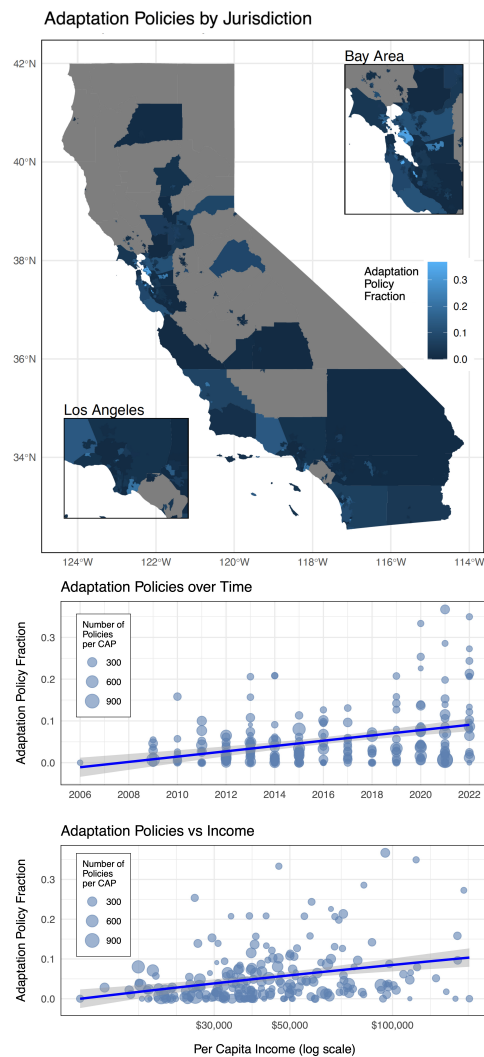 Adaptation Policies by Jurisdiction
Bay Area
42°N
40°N
38°N
36°N
34°N
Adaptation
Policy
Fraction
0.3
0.2
0.1
0.0
Los Angeles
124°W 122°W 120°W 118°W 116°W 114°W
Adaptation Policies over Time
Adaptation Policy Fraction
0.3
0.2
0.1
0.0
Number of
Policies
per CAP
300
600
900
2006 2008 2010 2012 2014 2016 2018 2020 2022
Adaptation Policies vs Income
Adaptation Policy Fraction
0.3
0.2
0.1
0.0
Number of
Policies
per CAP
300
600
900
$30,000 $50,000 $100,000
Per Capita Income (log scale)